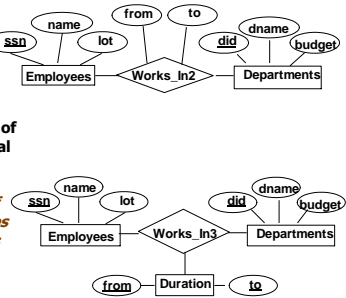 from to
name dname
ssn lot did budget
Employees Works_In2 Departments
of
al
name dname
ssn lot did budget
Employees Works_In3 Departments
from Duration to